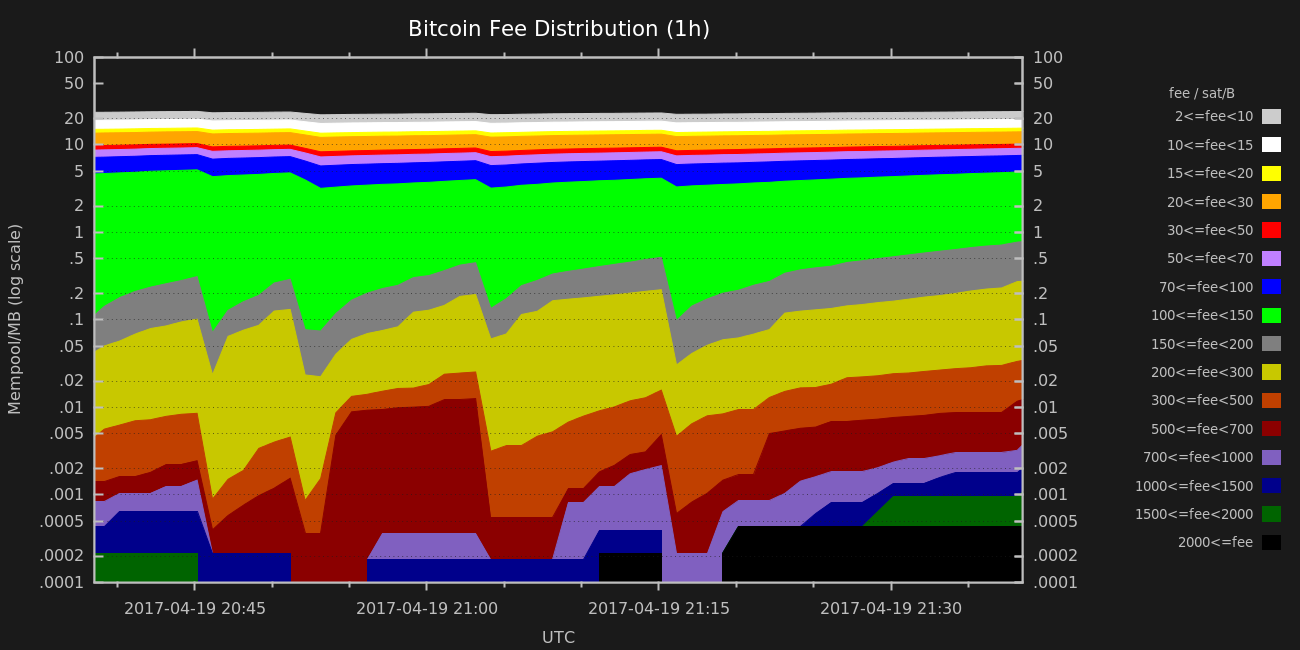 Bitcoin Fee Distribution (1h)
Mempool/MB (log scale)
100
50
20
10
5
2
1
.5
.2
.1
.05
.02
.01
.005
.002
.001
.0005
.0002
.0001
100
50
20
10
5
2
1
.5
.2
.1
.05
.02
.01
.005
.002
.001
.0005
.0002
.0001
2017-04-19 20:45
2017-04-19 21:00
2017-04-19 21:15
2017-04-19 21:30
UTC
fee / sat/B
2<=fee<10
10<=fee<15
15<=fee<20
20<=fee<30
30<=fee<50
50<=fee<70
70<=fee<100
100<=fee<150
150<=fee<200
200<=fee<300
300<=fee<500
500<=fee<700
700<=fee<1000
1000<=fee<1500
1500<=fee<2000
2000<=fee